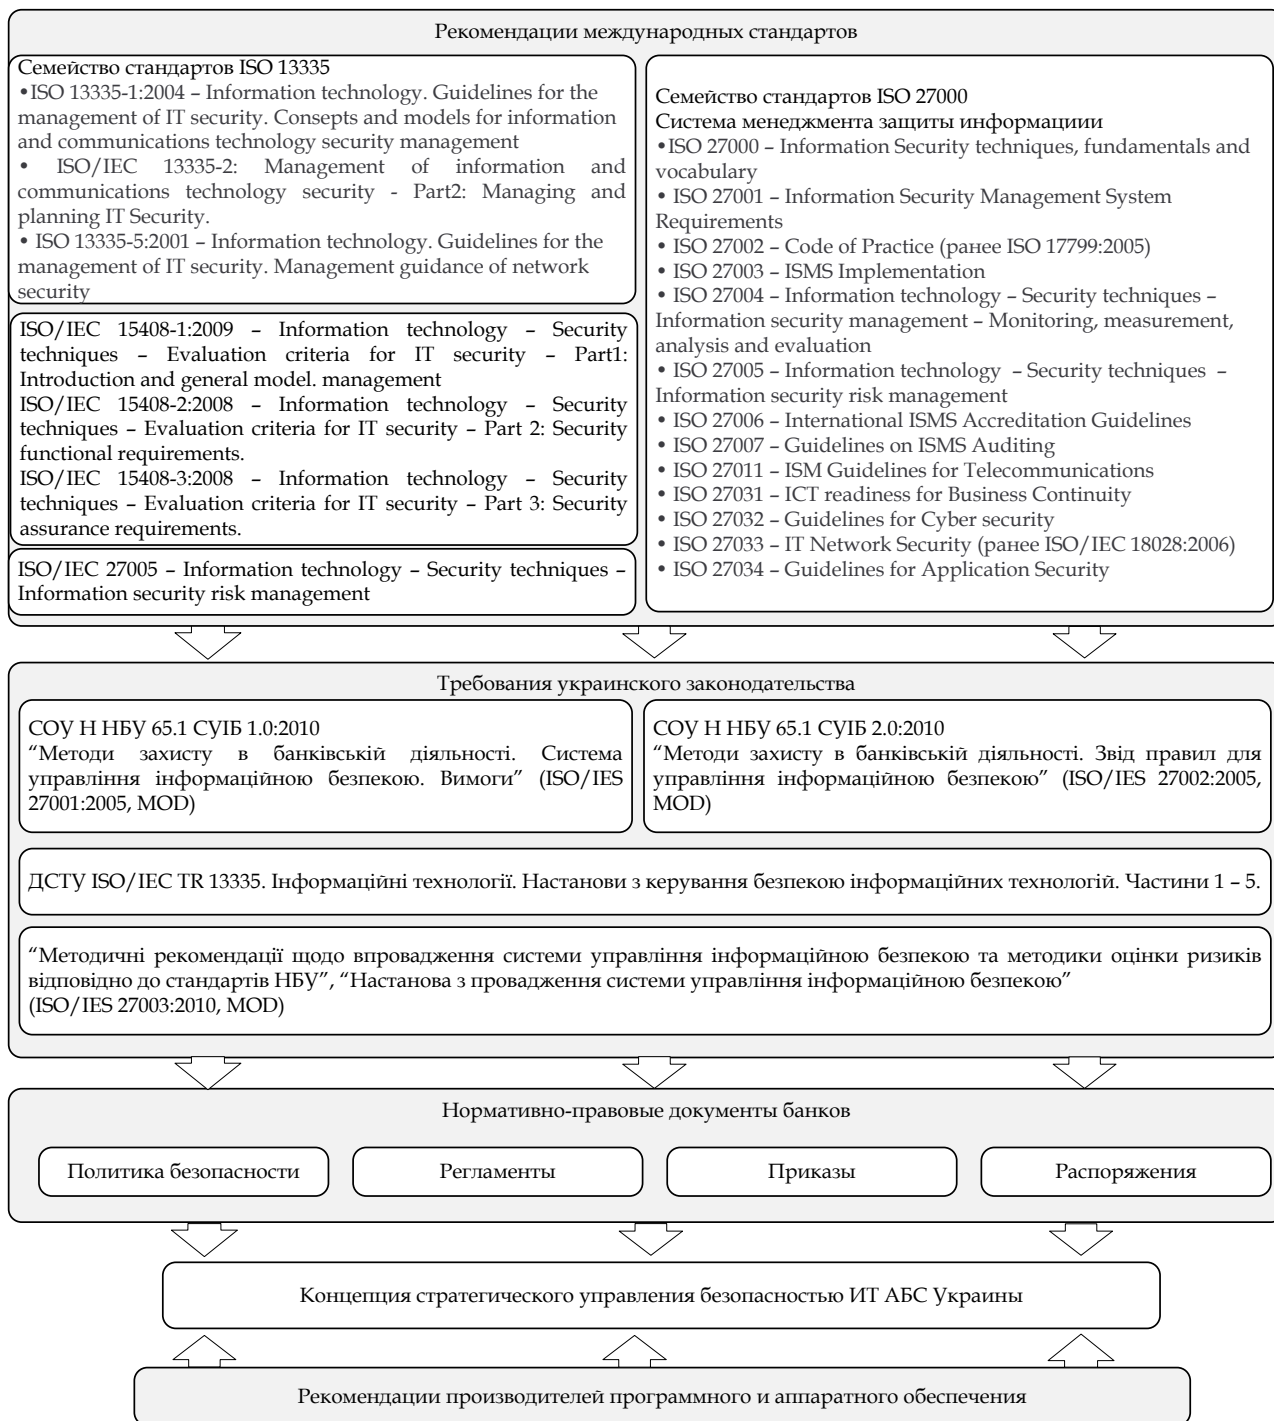 Рекомендации международных стандартов
Семейство стандартов ISO 13335
•ISO 13335-1:2004 – Information technology. Guidelines for the
management of IT security. Consepts and models for information
and communications technology security management
• ISO/IEC 13335-2: Management of information and
communications technology security - Part2: Managing and
planning IT Security.
• ISO 13335-5:2001 – Information technology. Guidelines for the
management of IT security. Management guidance of network
security
ISO/IEC 15408-1:2009 – Information technology – Security
techniques – Evaluation criteria for IT security – Part1:
Introduction and general model. management
ISO/IEC 15408-2:2008 – Information technology – Security
techniques – Evaluation criteria for IT security – Part 2: Security
functional requirements.
ISO/IEC 15408-3:2008 – Information technology – Security
techniques – Evaluation criteria for IT security – Part 3: Security
assurance requirements.
ISO/IEC 27005 – Information technology – Security techniques –
Information security risk management
Семейство стандартов ISO 27000
Система менеджмента защиты информациии
•ISO 27000 – Information Security techniques, fundamentals and
vocabulary
• ISO 27001 – Information Security Management System
Requirements
• ISO 27002 – Code of Practice (ранее ISO 17799:2005)
• ISO 27003 – ISMS Implementation
• ISO 27004 – Information technology – Security techniques –
Information security management – Monitoring, measurement,
analysis and evaluation
• ISO 27005 – Information technology – Security techniques –
Information security risk management
• ISO 27006 – International ISMS Accreditation Guidelines
• ISO 27007 – Guidelines on ISMS Auditing
• ISO 27011 – ISM Guidelines for Telecommunications
• ISO 27031 – ICT readiness for Business Continuity
• ISO 27032 – Guidelines for Cyber security
• ISO 27033 – IT Network Security (ранее ISO/IEC 18028:2006)
• ISO 27034 – Guidelines for Application Security
Требования украинского законодательства
СОУ Н НБУ 65.1 СУІБ 1.0:2010
“Методи захисту в банківській діяльності. Система
управління інформаційною безпекою. Вимоги” (ISO/IES
27001:2005, MOD)
СОУ Н НБУ 65.1 СУІБ 2.0:2010
“Методи захисту в банківській діяльності. Звід правил для
управління інформаційною безпекою” (ISO/IES 27002:2005,
MOD)
ДСТУ ISO/IEC TR 13335. Інформаційні технології. Настанови з керування безпекою інформаційних технологій. Частини 1 – 5.
“Методичні рекомендації щодо впровадження системи управління інформаційною безпекою та методики оцінки ризиків
відповідно до стандартів НБУ”, “Настанова з провадження системи управління інформаційною безпекою”
(ISO/IES 27003:2010, MOD)
Нормативно-правовые документы банков
Политика безопасности
Регламенты
Приказы
Распоряжения
Концепция стратегического управления безопасностью ИТ АБС Украины
Рекомендации производителей программного и аппаратного обеспечения